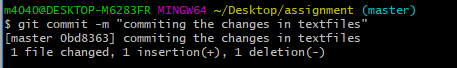 m4040@DESKTOP-M6283FR MINGW64 ~/Desktop/assignment (master)
$ git commit -m "commiting the changes in textfiles"
[master 0bd8363] commiting the changes in textfiles
1 file changed, 1 insertion(+), 1 deletion(-)